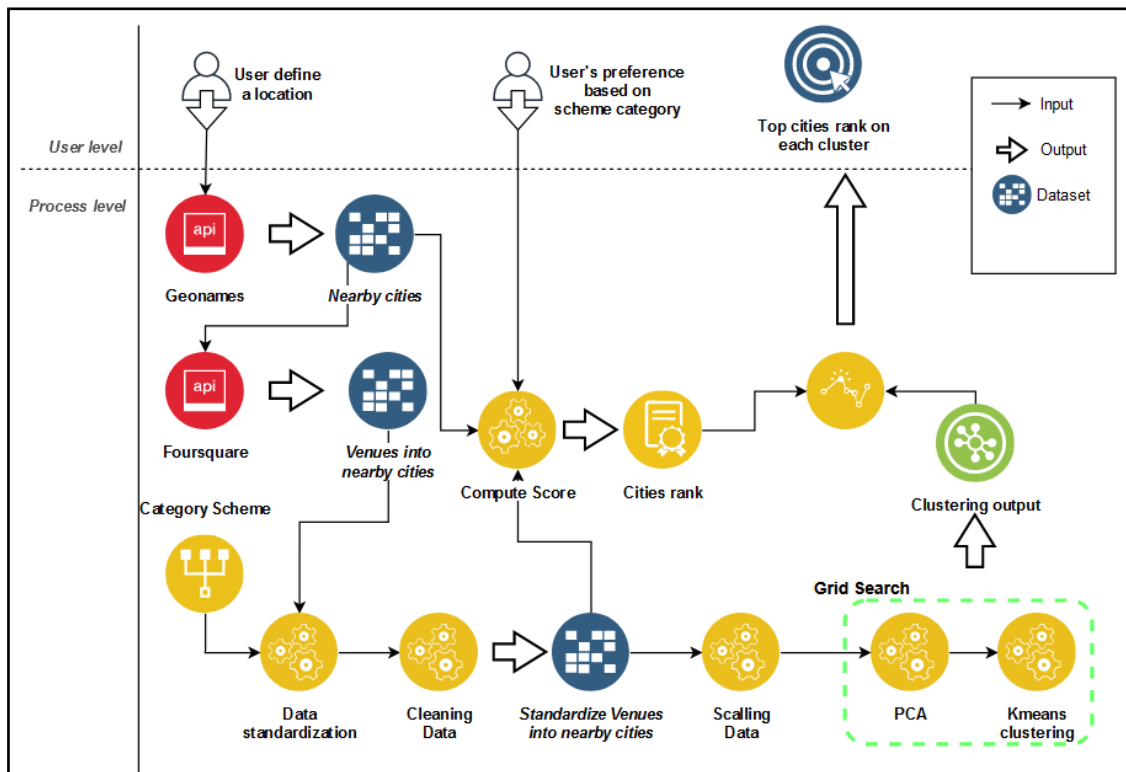 User define
a location
User's preference
based on
scheme category
Top cities rank on
each cluster
Input
Output
Dataset
User level
Process level
api
Geonames
Nearby cities
api
Foursquare
Venues into
nearby cities
Compute Score
Cities rank
Clustering output
Category Scheme
Grid Search
Data
standardization
Cleaning
Data
Standardize Venues
into nearby cities
Scalling
Data
PCA
Kmeans
clustering